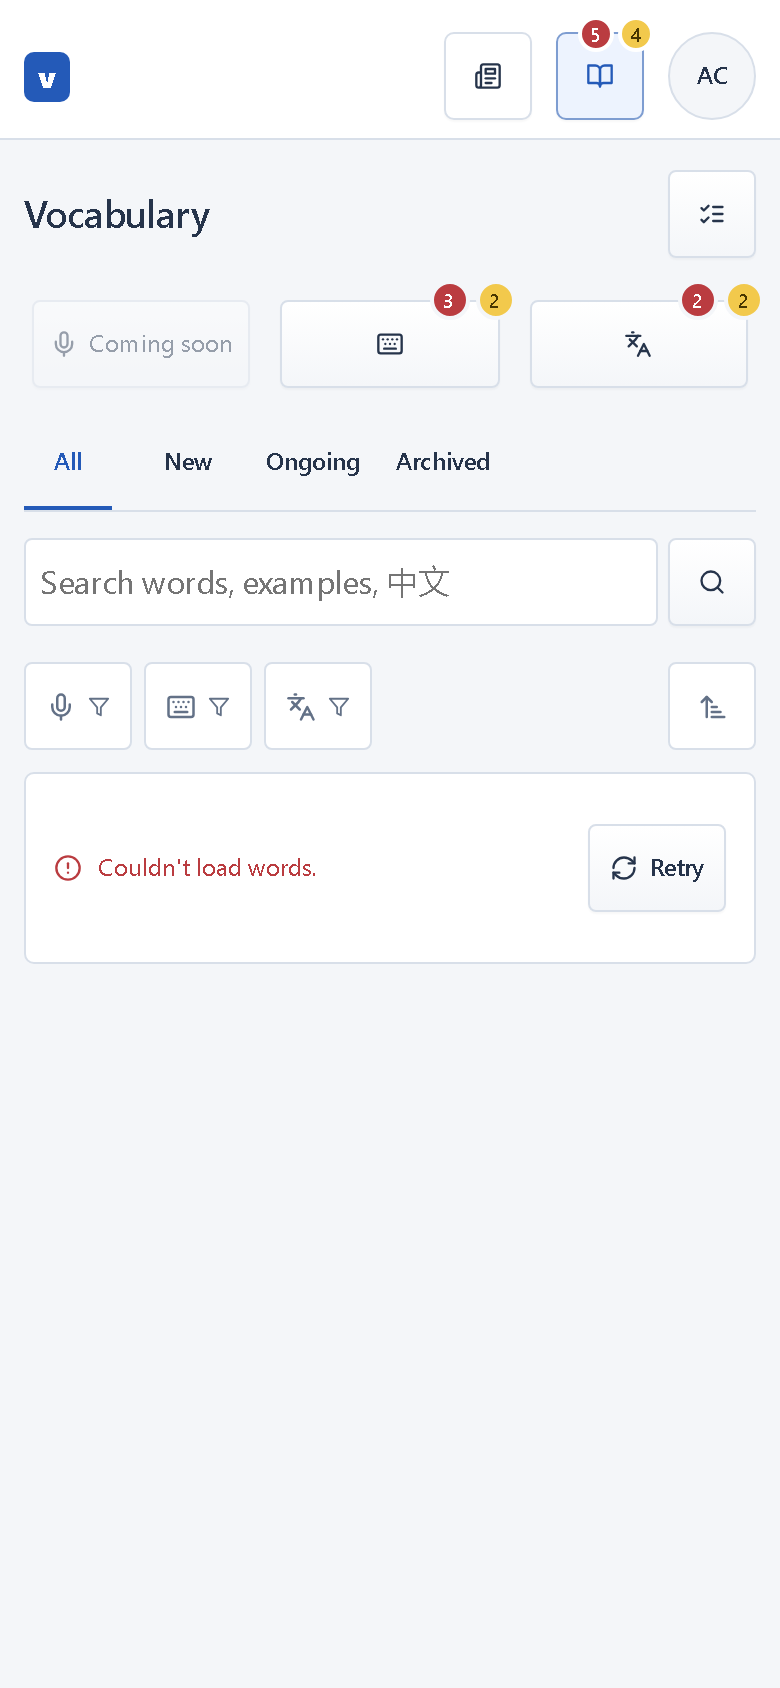 v
5 4
AC
Vocabulary
3 2 2 2
Coming soon
All New Ongoing Archived
Search words, examples, 中文
Couldn't load words. Retry